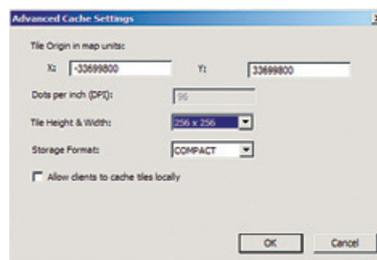 Advanced Cache Settings
Tile Origin in map units:
X: -33699800 Y: 33699800
Dots per inch (DPI): 96
Tile Height & Width: 256 x 256
Storage Format: COMPACT
Allow clients to cache tiles locally
OK Cancel